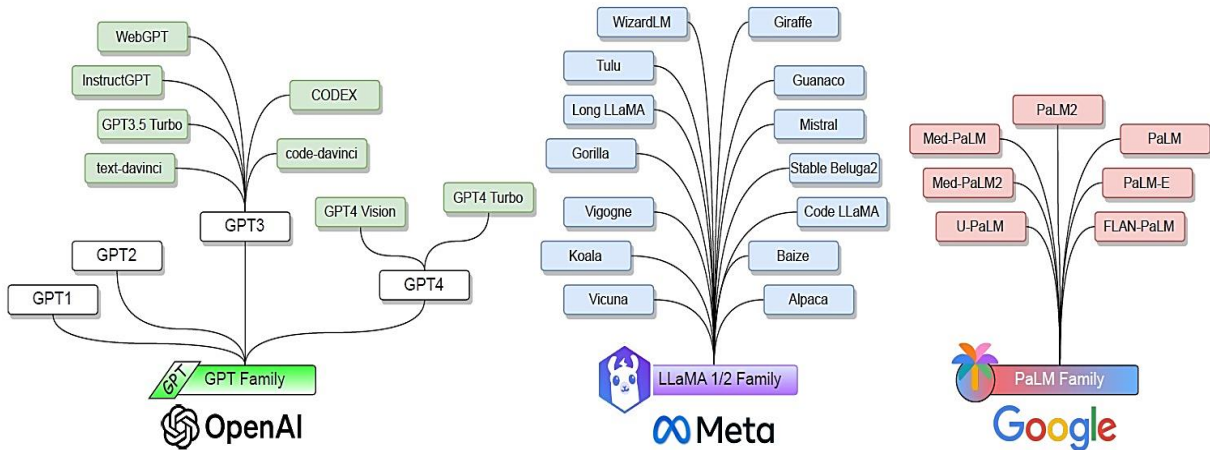 WebGPT
InstructGPT
CODEX
GPT3.5 Turbo
code-davinci
text-davinci
GPT4 Vision
GPT4 Turbo
GPT3
GPT2
GPT4
GPT1
GPT
GPT Family
OpenAI
WizardLM
Giraffe
Tulu
Guanaco
Long LLaMA
Mistral
Gorilla
Stable Beluga2
Vigogne
Code LLaMA
Koala
Baize
Vicuna
Alpaca
LLaMA 1/2 Family
Meta
PaLM2
Med-PaLM
PaLM
Med-PaLM2
PaLM-E
U-PaLM
FLAN-PaLM
PaLM Family
Google